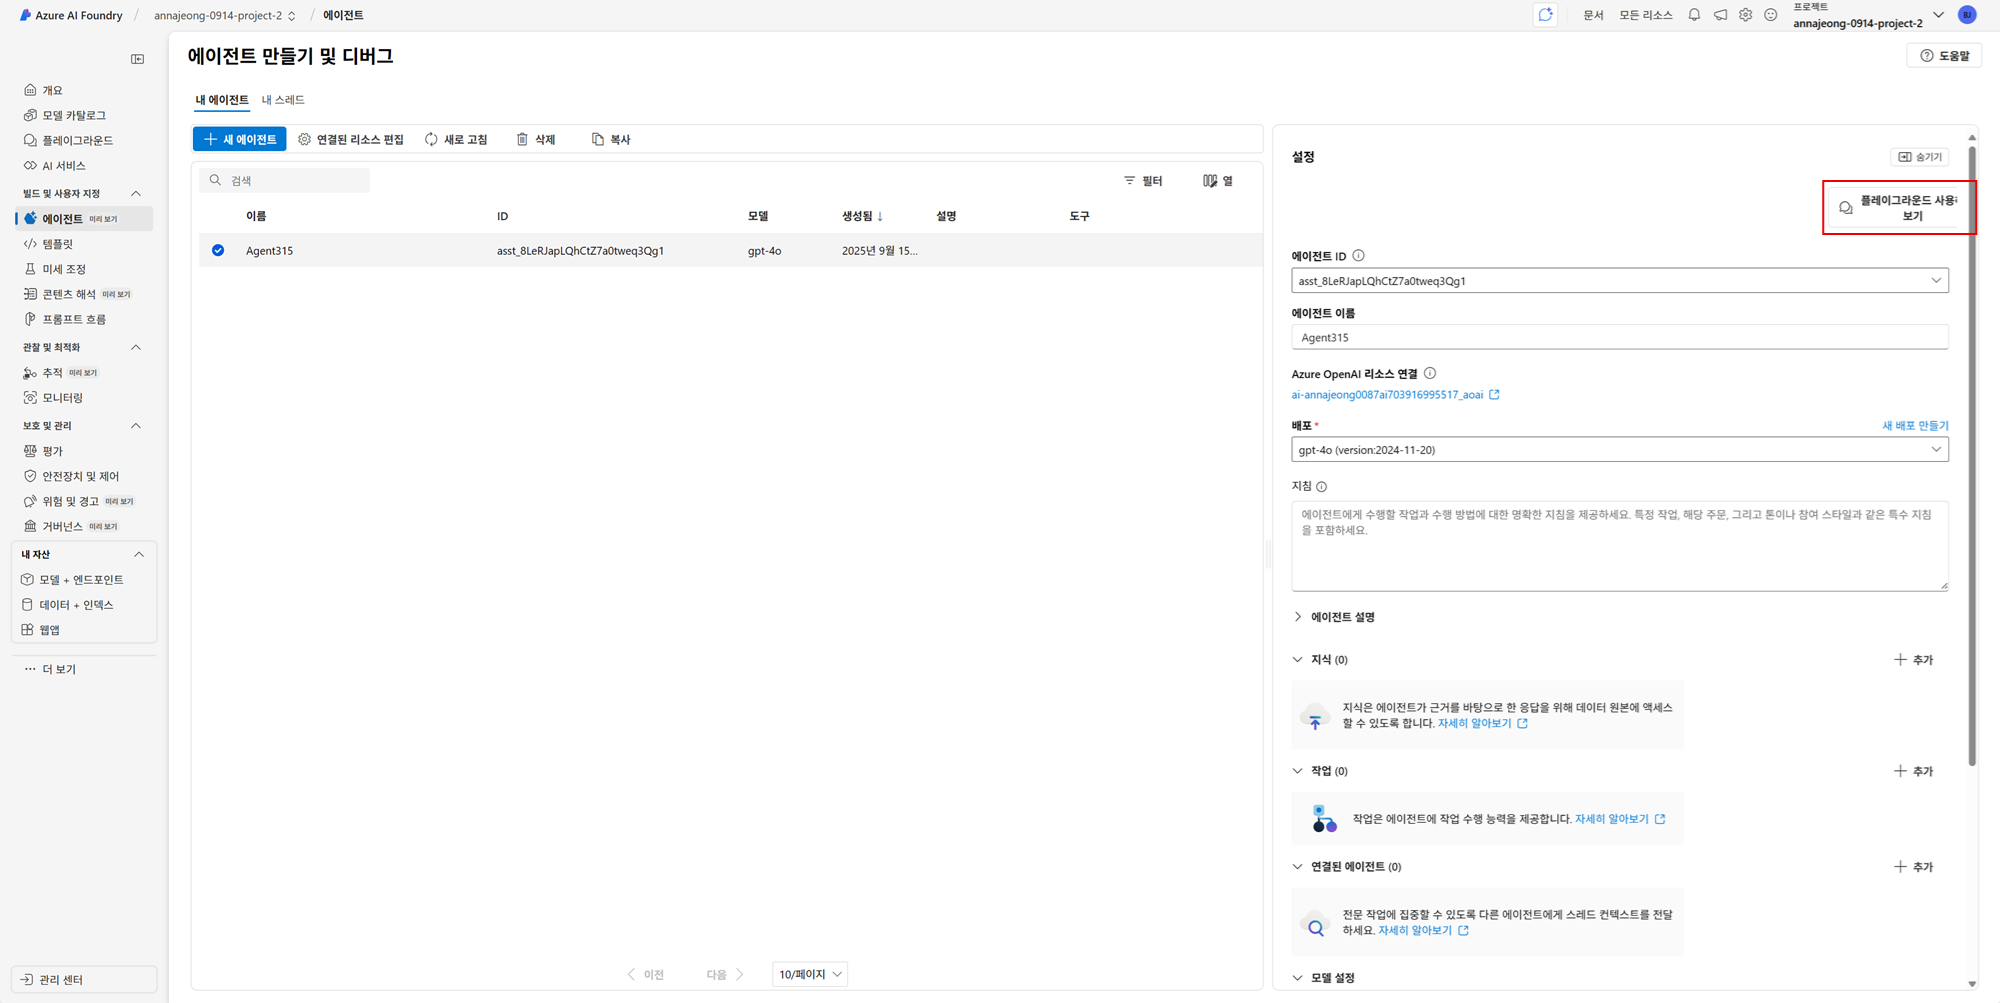 Azure AI Foundry / annajeong-0914-project-2 / 에이전트
문서 모든 리소스
프로젝트
annajeong-0914-project-2
BJ
에이전트 만들기 및 디버그
도움말
내 에이전트 내 스레드
새 에이전트 연결된 리소스 편집 새로 고침 삭제 복사
검색
필터 열
이름 ID 모델 생성됨 ↓ 설명 도구
Agent315 asst_8LeRJapLQhCtZ7a0tweq3Qg1 gpt-4o 2025년 9월 15...
이전 다음 10/페이지
개요
모델 카탈로그
플레이그라운드
AI 서비스
빌드 및 사용자 지정
에이전트 미리 보기
템플릿
미세 조정
콘텐츠 해석 미리 보기
프롬프트 흐름
관찰 및 최적화
추적 미리 보기
모니터링
보호 및 관리
평가
안전장치 및 제어
위험 및 경고 미리 보기
거버넌스 미리 보기
내 자산
모델 + 엔드포인트
데이터 + 인덱스
웹앱
더 보기
관리 센터
설정
숨기기
플레이그라운드 사용
보기
에이전트 ID
asst_8LeRJapLQhCtZ7a0tweq3Qg1
에이전트 이름
Agent315
Azure OpenAI 리소스 연결
ai-annajeong0087ai703916995517_aoai
배포 *
새 배포 만들기
gpt-4o (version:2024-11-20)
지침
에이전트에게 수행할 작업과 수행 방법에 대한 명확한 지침을 제공하세요. 특정 작업, 해당 주문, 그리고 톤이나 참여 스타일과 같은 특수 지침
을 포함하세요.
에이전트 설명
지식 (0)
추가
지식은 에이전트가 근거를 바탕으로 한 응답을 위해 데이터 원본에 액세스
할 수 있도록 합니다. 자세히 알아보기
작업 (0)
추가
작업은 에이전트에 작업 수행 능력을 제공합니다. 자세히 알아보기
연결된 에이전트 (0)
추가
전문 작업에 집중할 수 있도록 다른 에이전트에게 스레드 컨텍스트를 전달
하세요. 자세히 알아보기
모델 설정